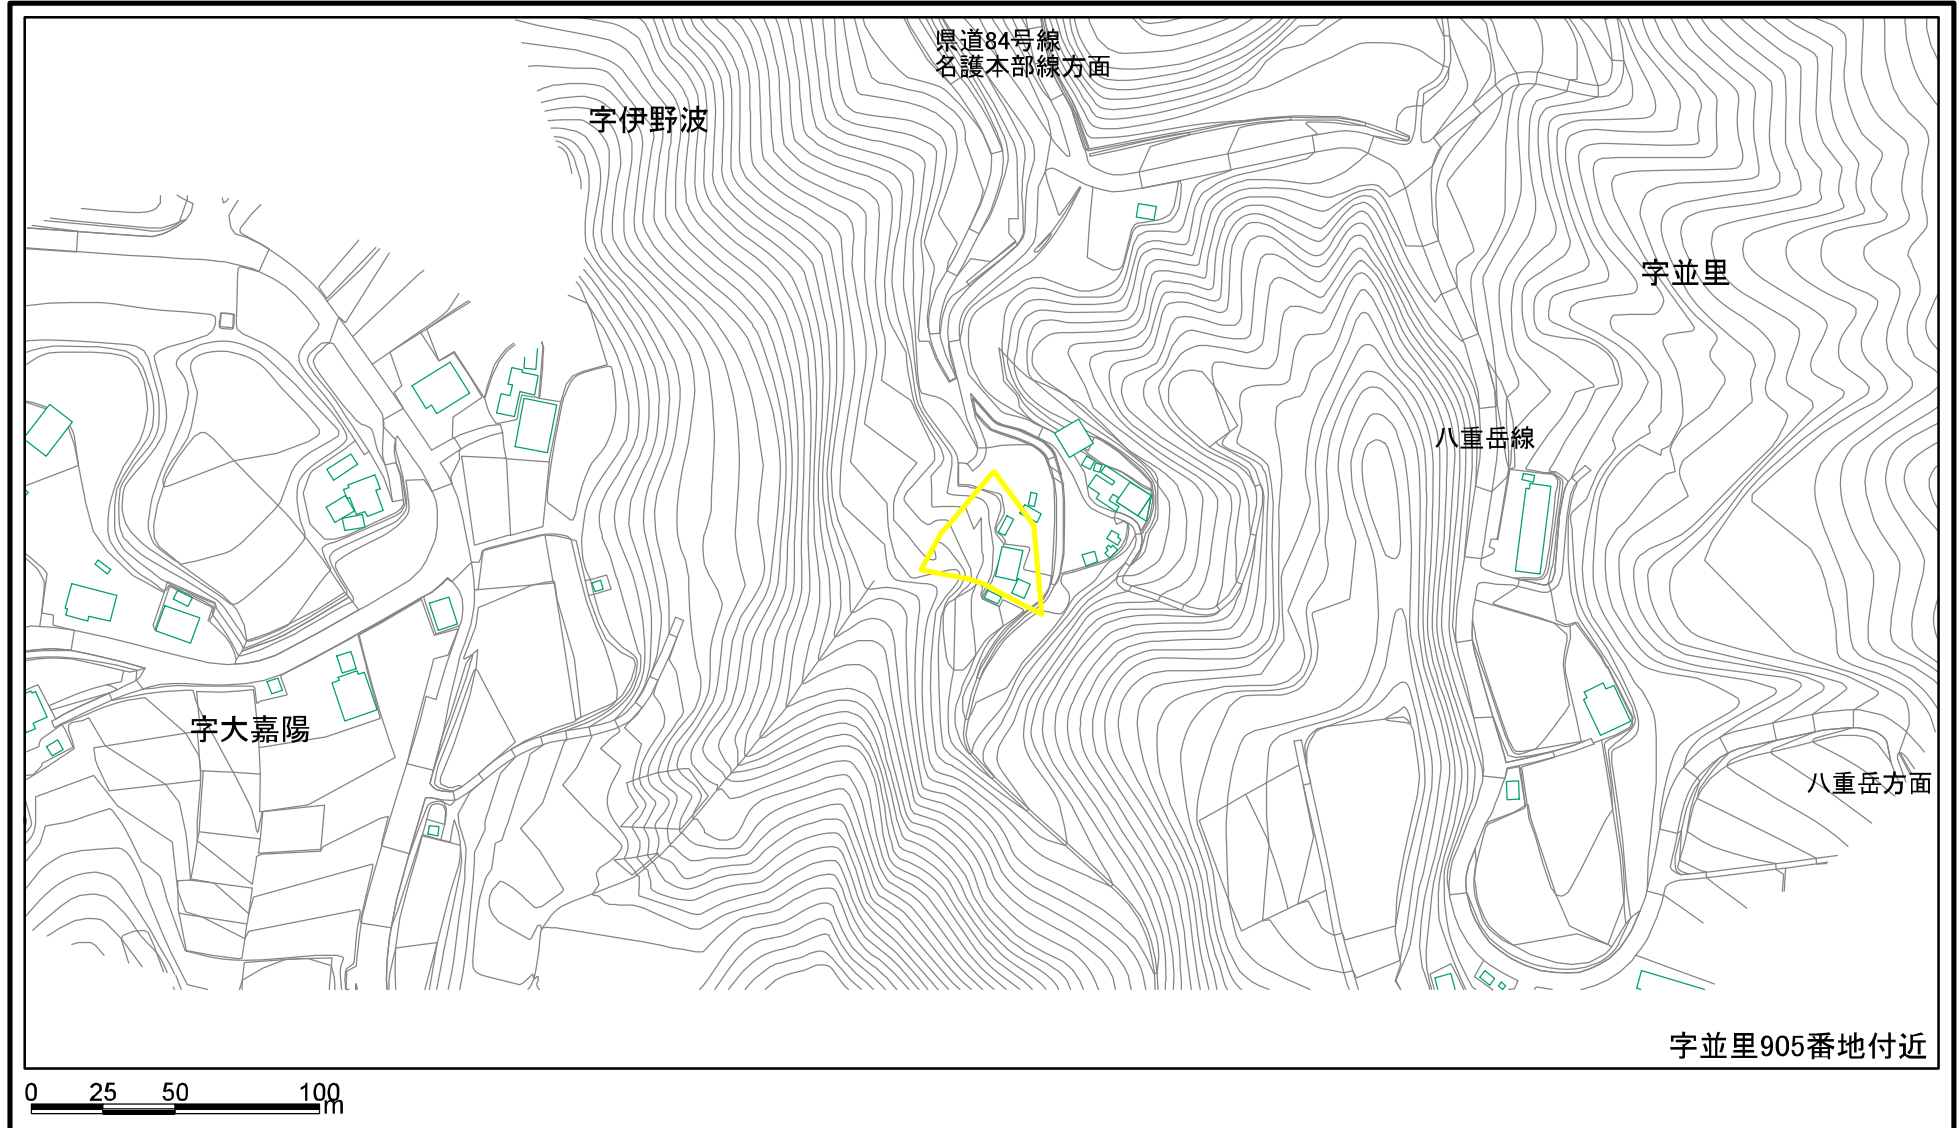 県道84号線
名護本部線方面
字伊野波
字並里
八重岳線
字大嘉陽
八重岳方面
字並里905番地付近
0 25 50 100
m